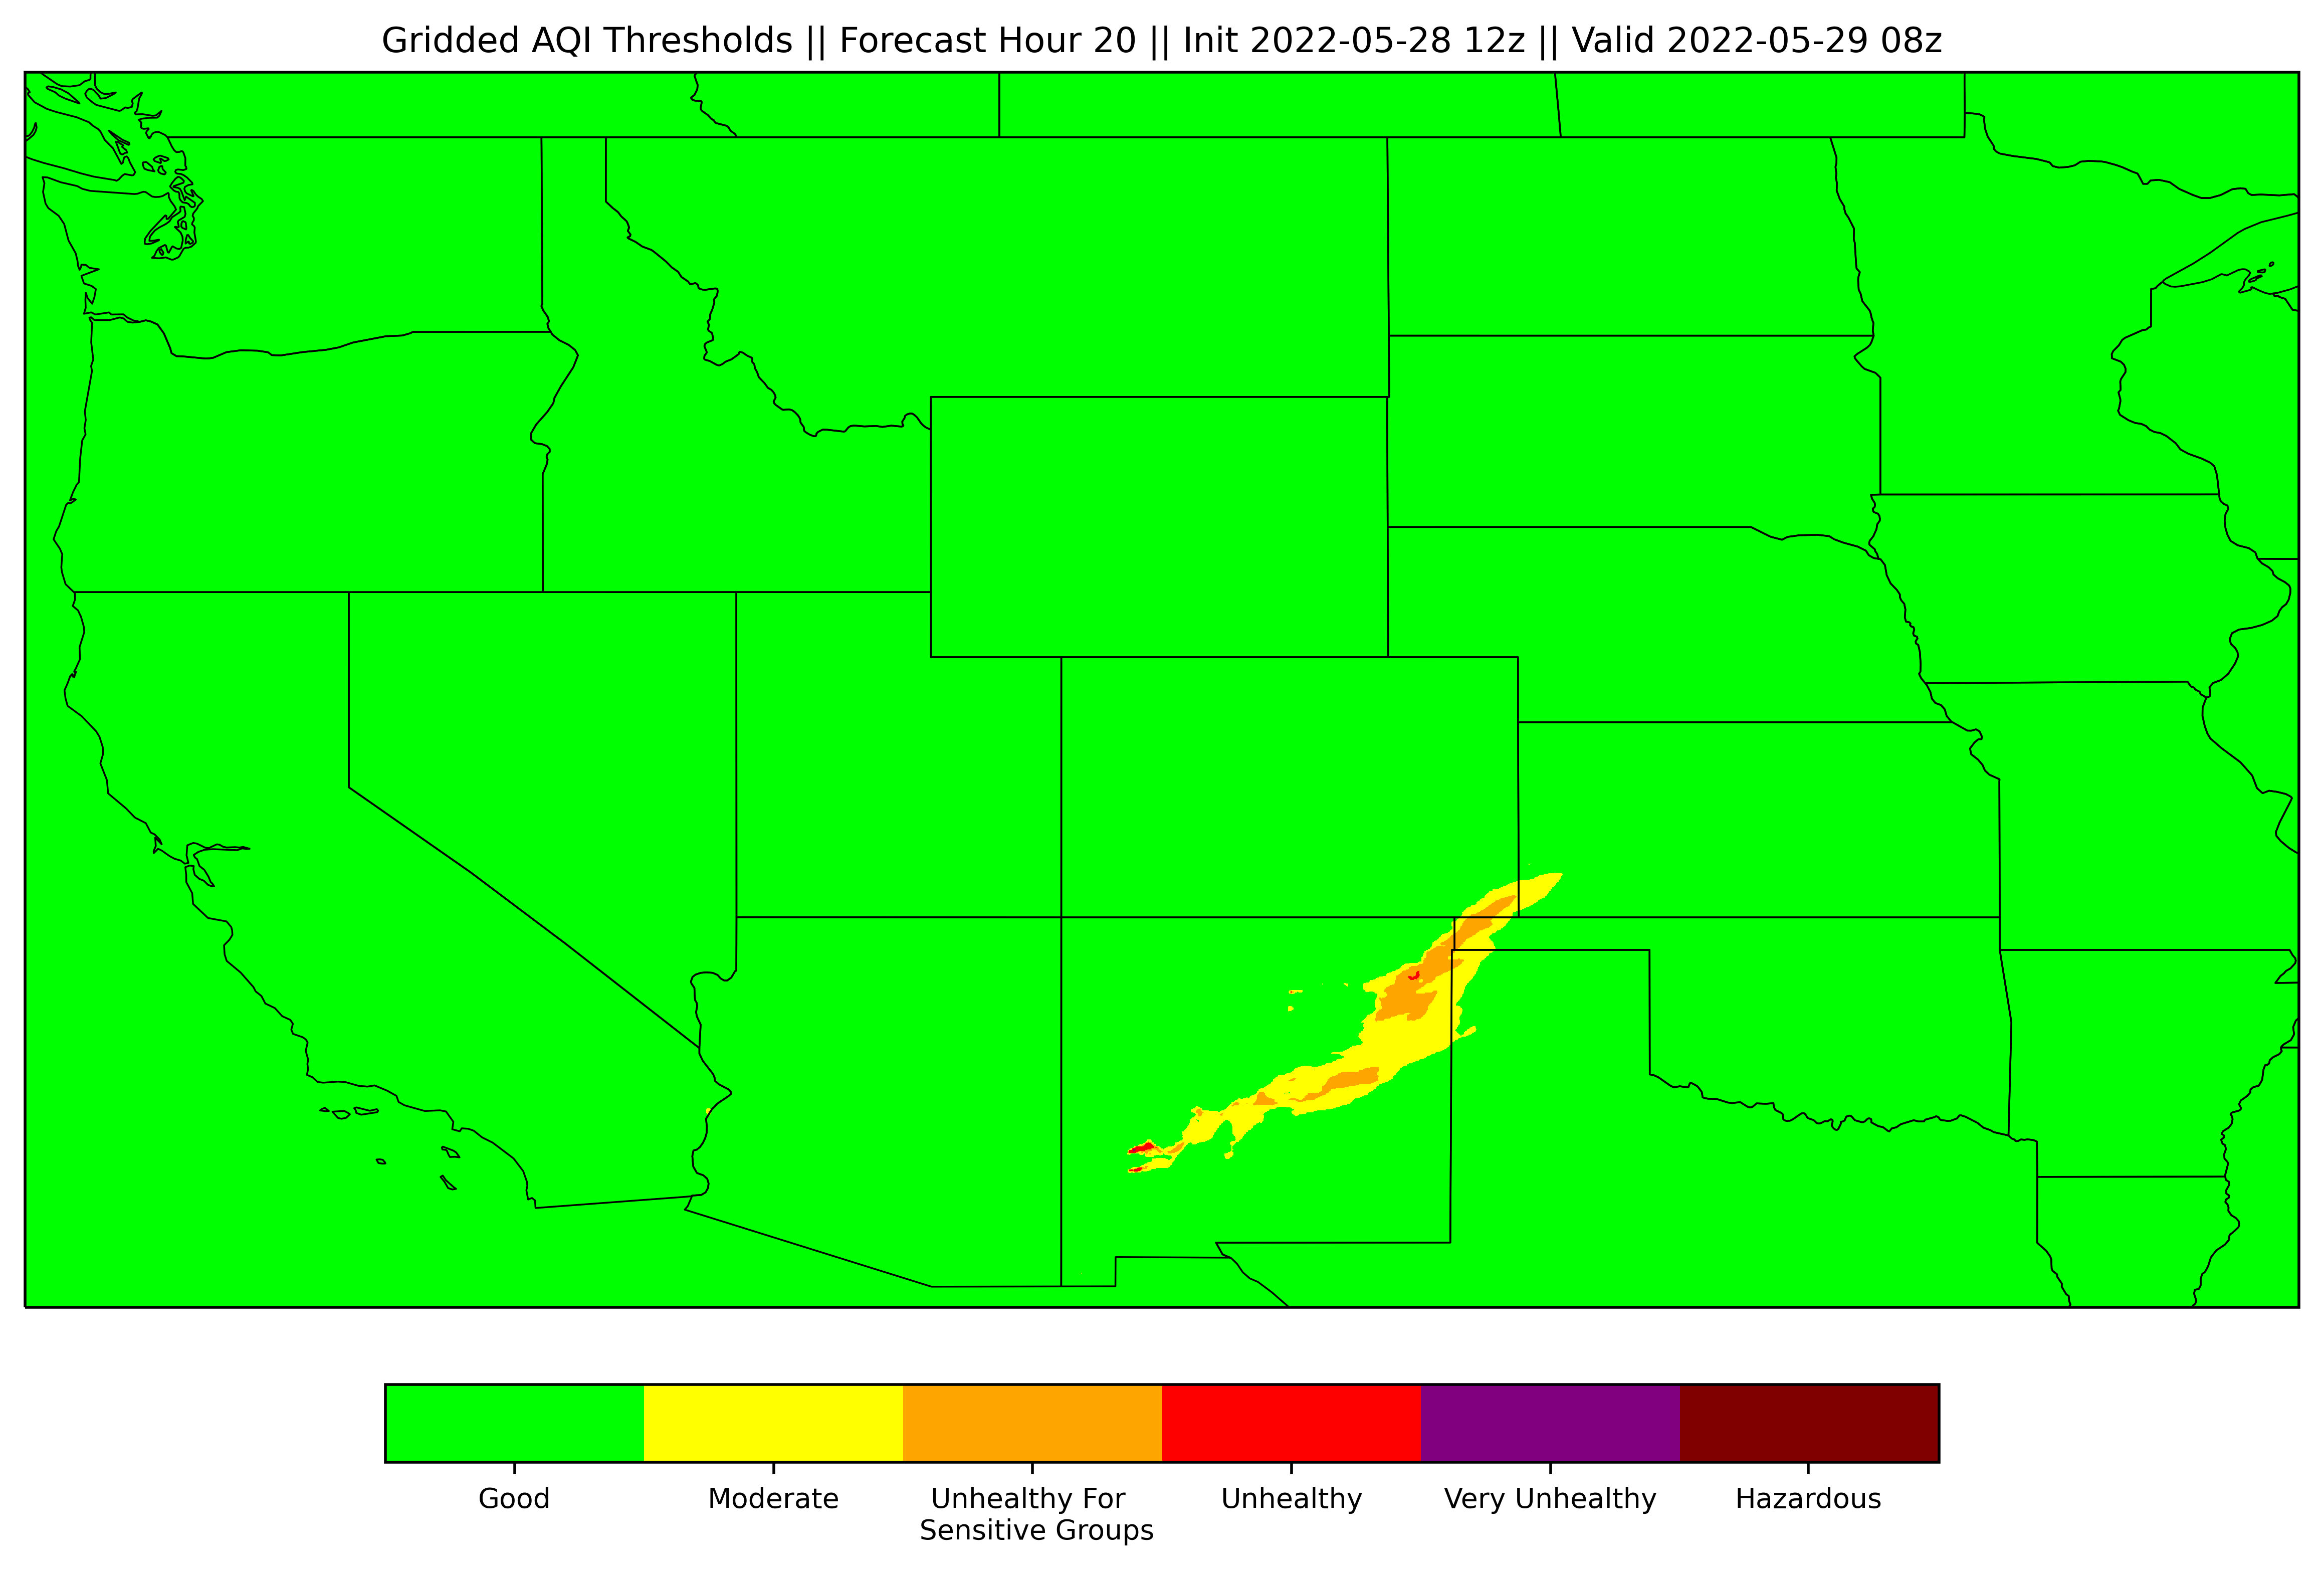 Gridded AQI Thresholds || Forecast Hour 20 || Init 2022-05-28 12z || Valid 2022-05-29 08z
Good
Moderate
Unhealthy For
Sensitive Groups
Unhealthy
Very Unhealthy
Hazardous